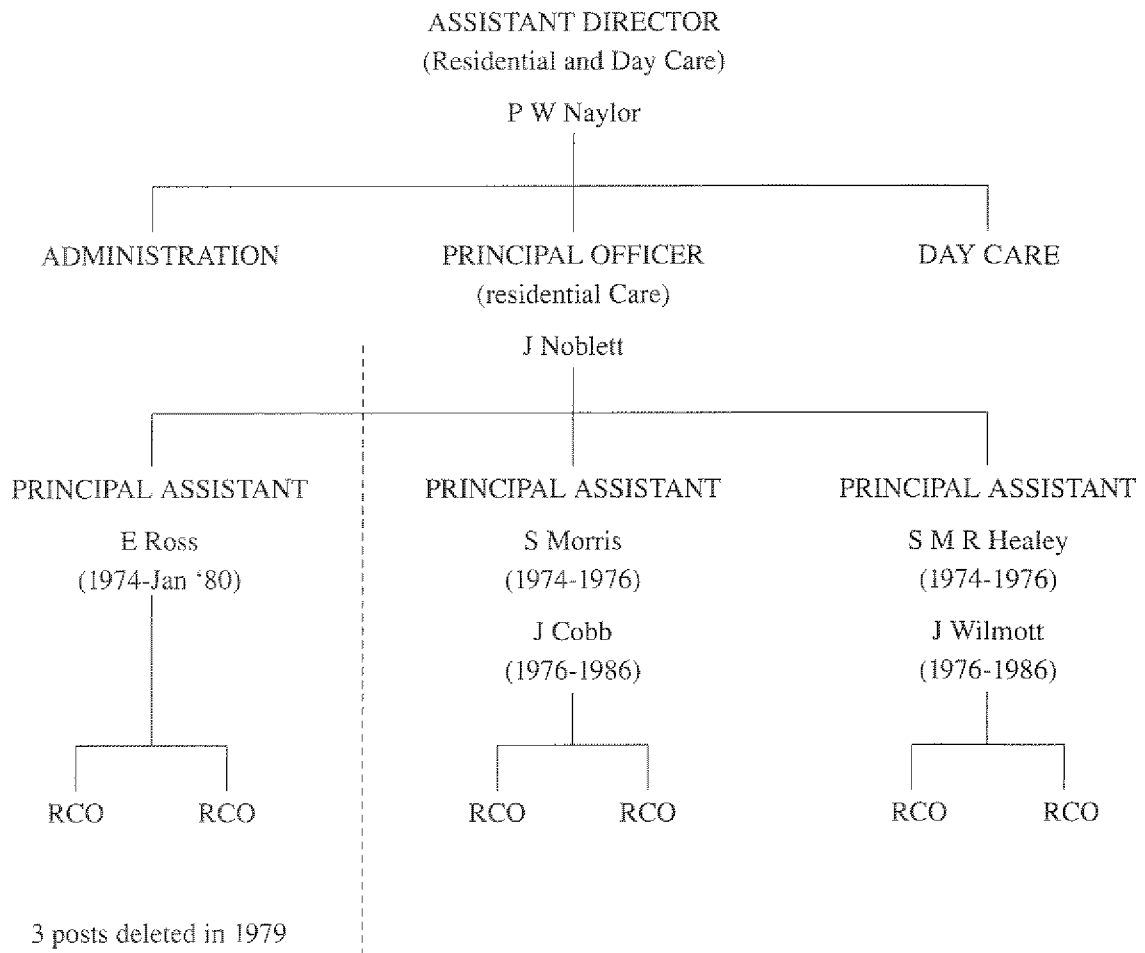 ASSISTANT DIRECTOR
(Residential and Day Care)
P W Naylor
ADMINISTRATION
PRINCIPAL OFFICER
(residential Care)
J Noblett
DAY CARE
PRINCIPAL ASSISTANT
E Ross
(1974-Jan ‘80)
RCO RCO
PRINCIPAL ASSISTANT
S Morris
(1974-1976)
J Cobb
(1976-1986)
RCO RCO
PRINCIPAL ASSISTANT
S M R Healey
(1974-1976)
J Wilmott
(1976-1986)
RCO RCO
3 posts deleted in 1979